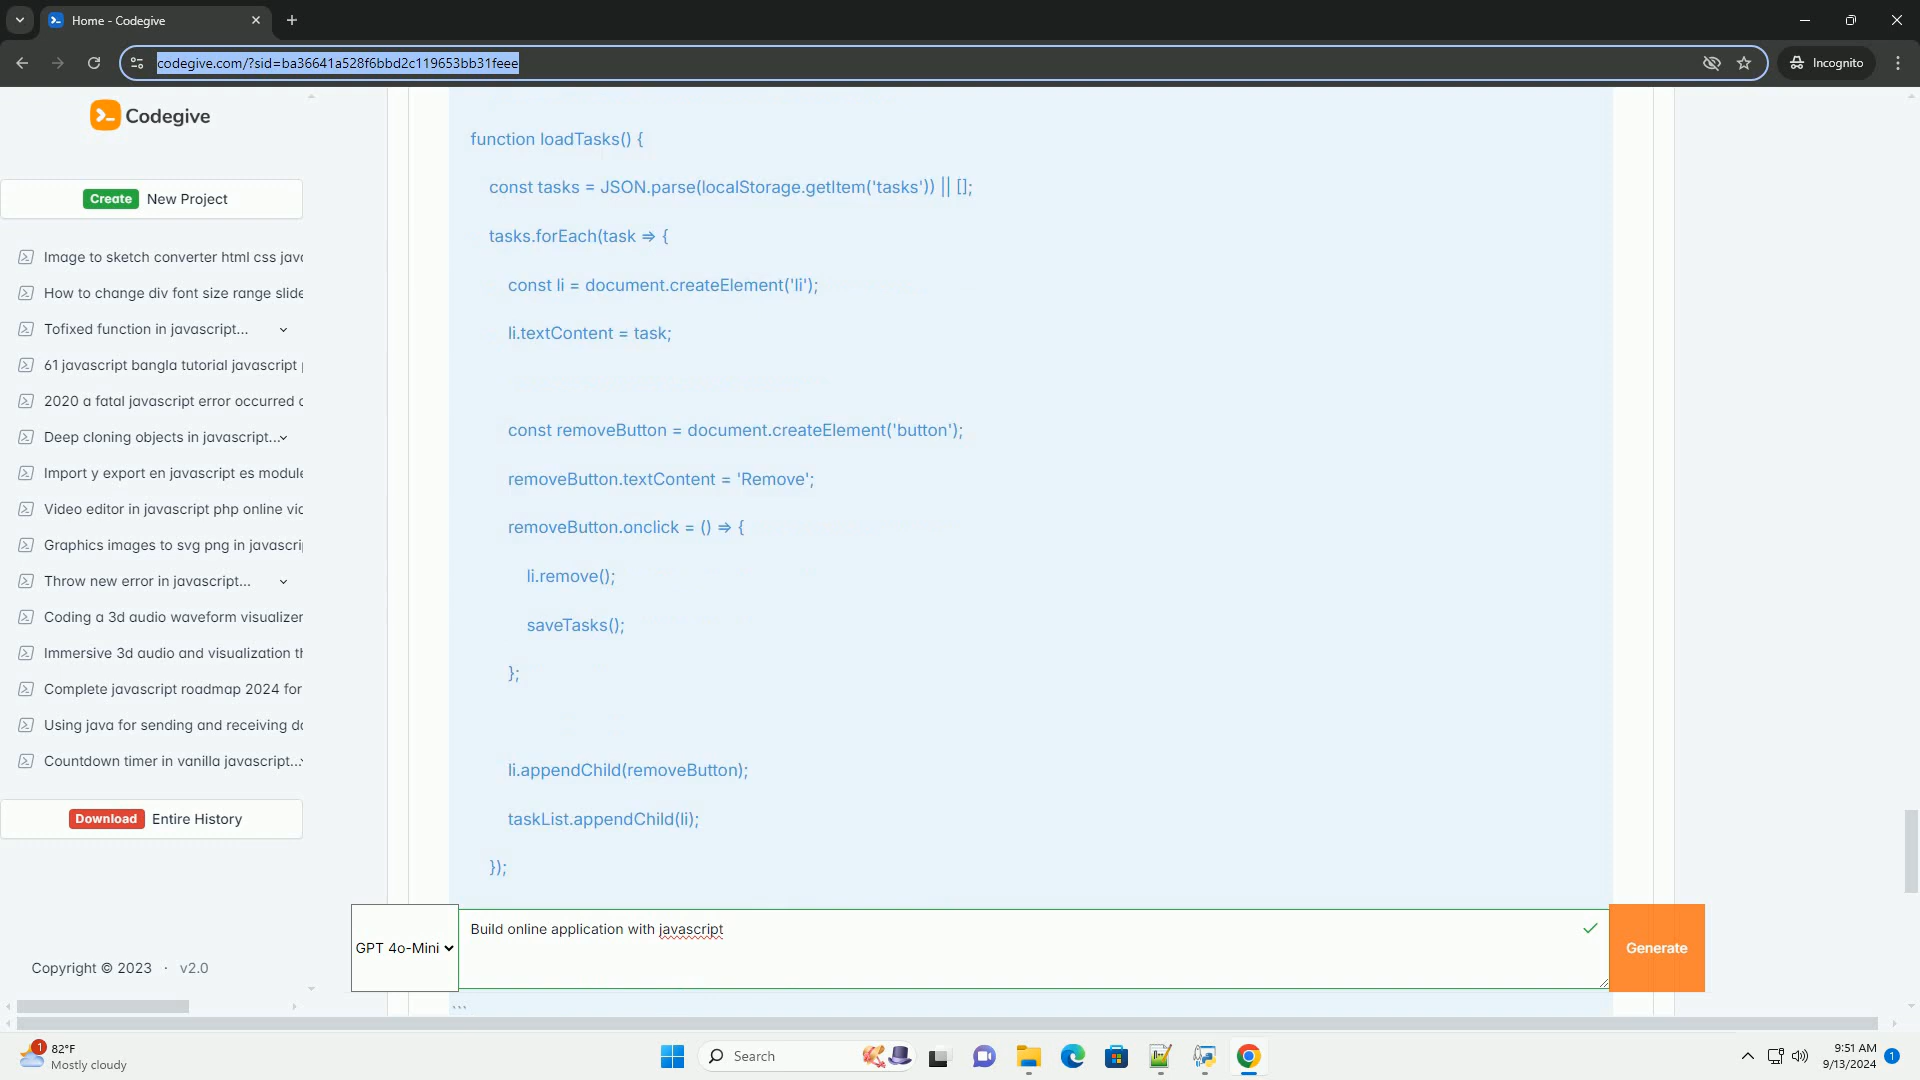 Home - Codegive
codegive.com/?sid=ba36641a528f6bbd2c119653bb31feee
Incognito
Codegive
Create New Project
Image to sketch converter html css java
How to change div font size range slide
Tofixed function in javascript...
61 javascript bangla tutorial javascript
2020 a fatal javascript error occurred
Deep cloning objects in javascript...
Import y export en javascript es module
Video editor in javascript php online vi
Graphics images to svg png in javascri
Throw new error in javascript...
Coding a 3d audio waveform visualizer
Immersive 3d audio and visualization th
Complete javascript roadmap 2024 for
Using java for sending and receiving da
Countdown timer in vanilla javascript...
Download Entire History
Copyright © 2023 · v2.0
function loadTasks() {
const tasks = JSON.parse(localStorage.getItem('tasks')) || [];
tasks.forEach(task => {
const li = document.createElement('li');
li.textContent = task;
const removeButton = document.createElement('button');
removeButton.textContent = 'Remove';
removeButton.onclick = () => {
li.remove();
saveTasks();
};
li.appendChild(removeButton);
taskList.appendChild(li);
});
GPT 4o-Mini
Build online application with javascript
Generate
```
1
82°F
Mostly cloudy
Search
9:51 AM
9/13/2024
1